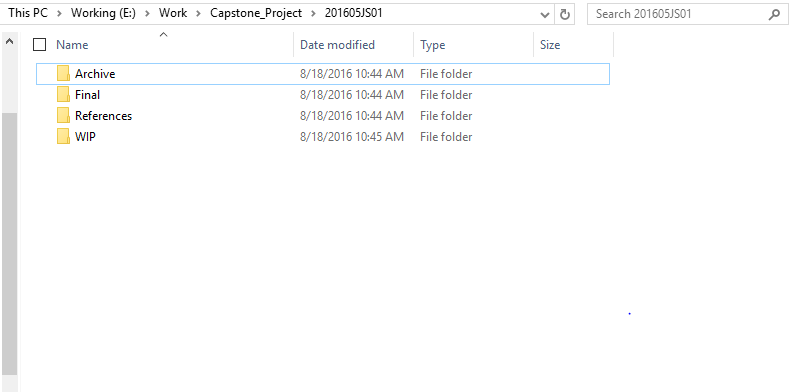 This PC > Working (E:) > Work > Capstone_Project > 201605JS01 Search 201605JS01
Name Date modified Type Size
Archive 8/18/2016 10:44 AM File folder
Final 8/18/2016 10:44 AM File folder
References 8/18/2016 10:44 AM File folder
WIP 8/18/2016 10:45 AM File folder